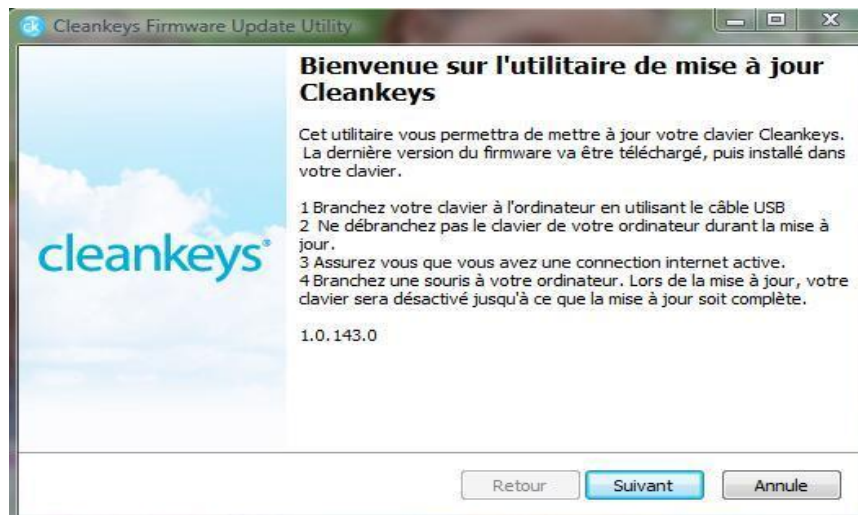 ck Cleankeys Firmware Update Utility
Bienvenue sur l'utilitaire de mise à jour
Cleankeys
Cet utilitaire vous permettra de mettre à jour votre clavier Cleankeys.
La dernière version du firmware va être téléchargé, puis installé dans
votre clavier.
1 Branchez votre clavier à l'ordinateur en utilisant le câble USB
2 Ne débranchez pas le clavier de votre ordinateur durant la mise à
jour.
3 Assurez vous que vous avez une connection internet active.
4 Branchez une souris à votre ordinateur. Lors de la mise à jour, votre
clavier sera désactivé jusqu'à ce que la mise à jour soit complète.
1.0.143.0
cleankeys®
Retour Suivant Annule